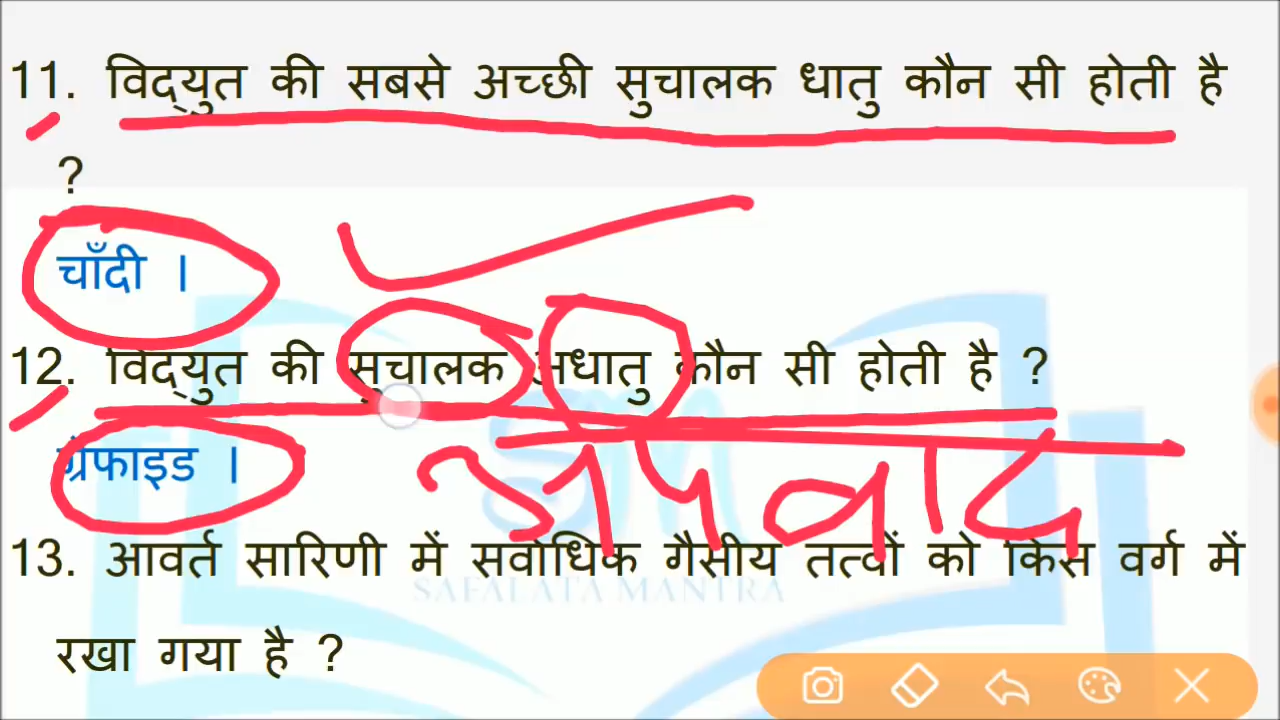 11. विद्युत की सबसे अच्छी सुचालक धातु कौन सी होती है
?
चाँदी ।
12. विद्युत की सुचालक अधातु कौन सी होती है ?
ग्रेफाइड ।
अपवाद
13. आवर्त सारिणी में सर्वाधिक गैसीय तत्वों को किस वर्ग में
SAFALATA MANTRA
रखा गया है ?